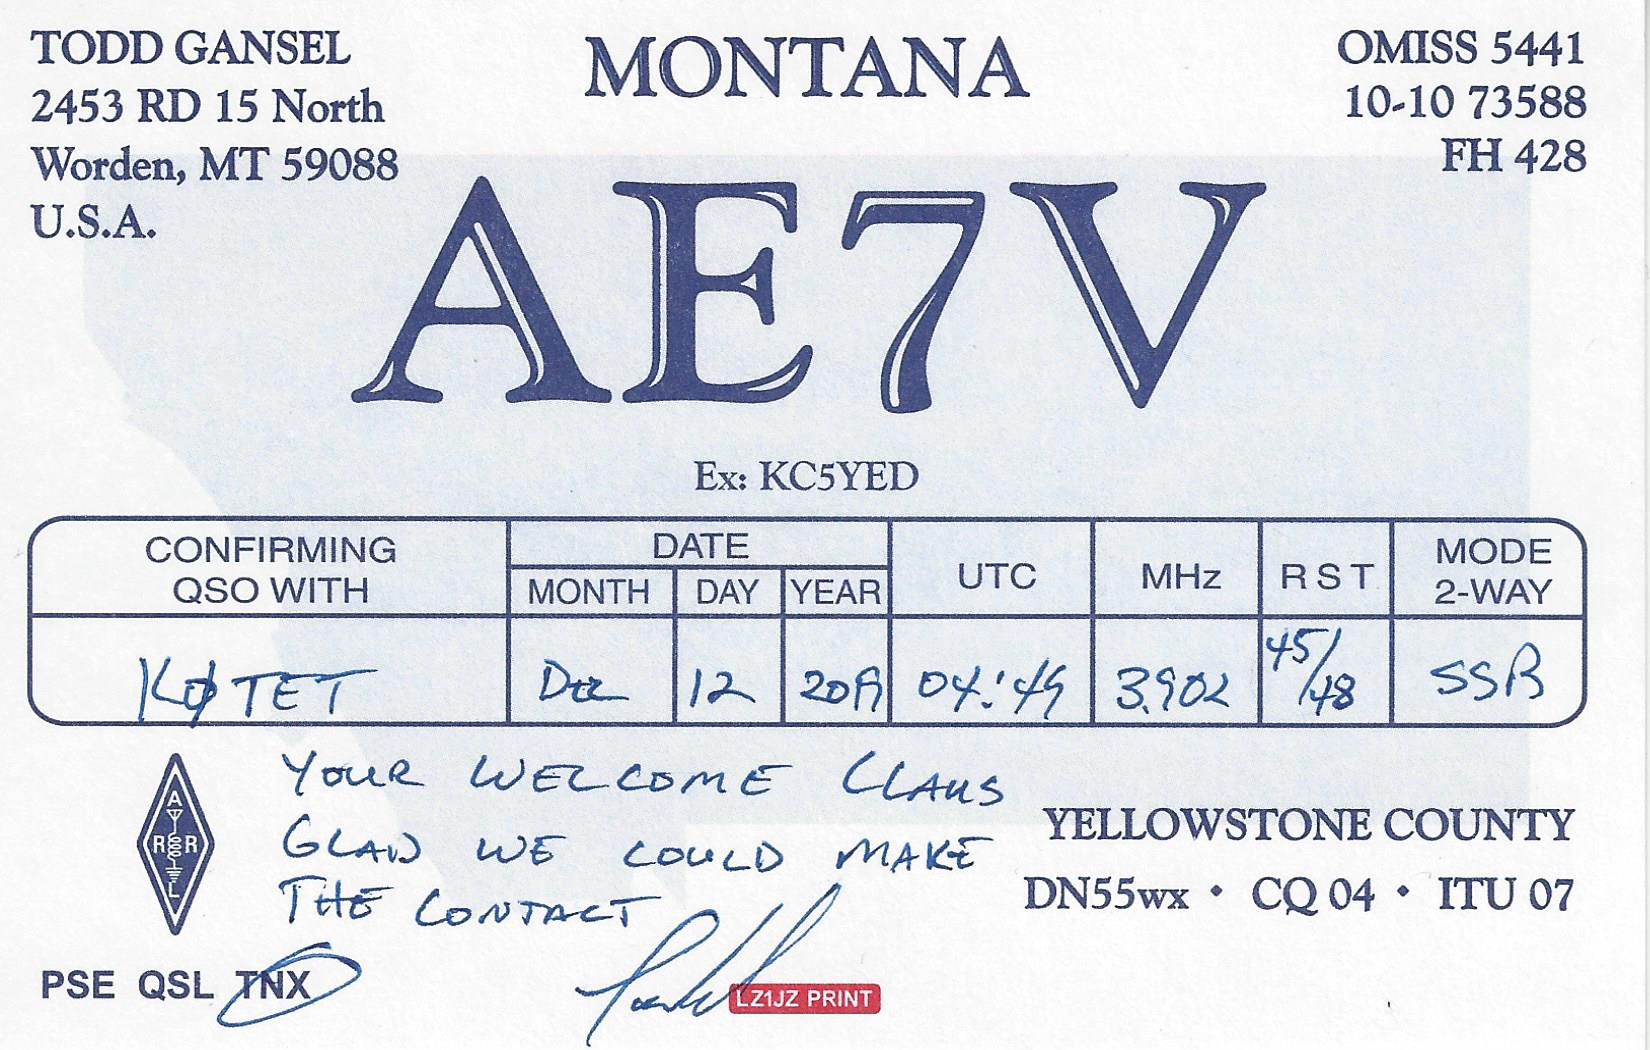 TODD GANSEL
2453 RD 15 North
Worden, MT 59088
U.S.A.
MONTANA
OMISS 5441
10-10 73588
FH 428
AE7V
Ex: KC5YED
CONFIRMING
QSO WITH
DATE
MONTH DAY YEAR
UTC
MHz
RST
MODE
2-WAY
KØTET Dec 12 2019 04:49 3.902 45/48 SSB
YOUR WELCOME CLAUS
GLAD WE COULD MAKE
THE CONTACT
ARRL
YELLOWSTONE COUNTY
DN55wx • CQ 04 • ITU 07
PSE QSL TNX
Todd
LZ1JZ PRINT